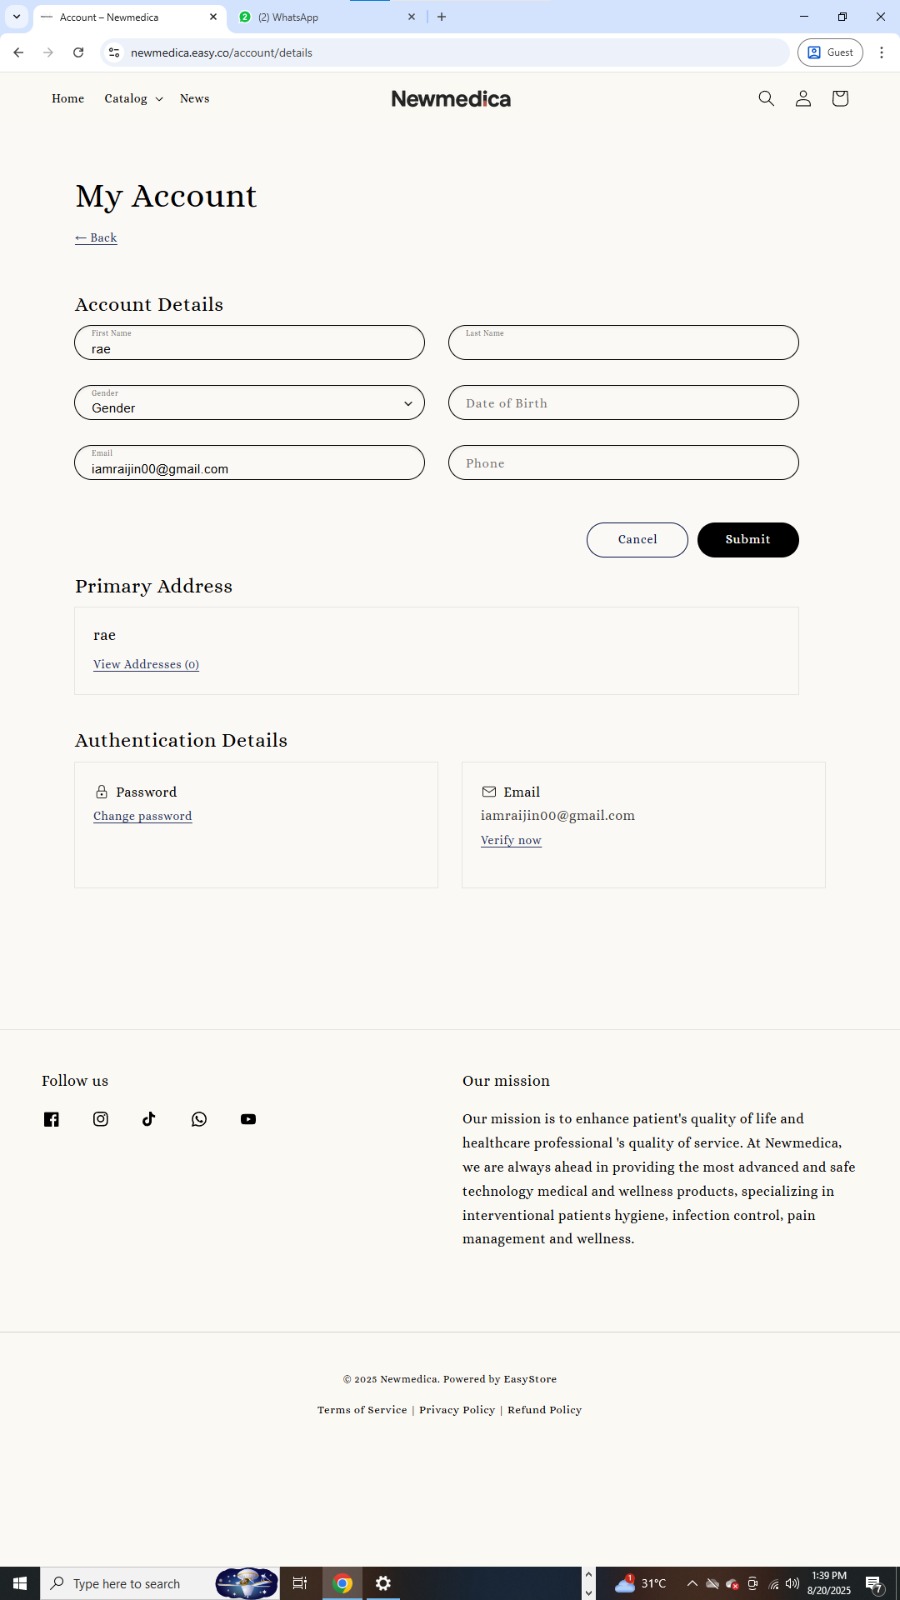 Account – Newmedica
(2) WhatsApp
newmedica.easy.co/account/details
Guest
Home Catalog News
Newmedica
My Account
← Back
Account Details
First Name
rae
Last Name
Gender
Gender
Date of Birth
Email
iamraijin00@gmail.com
Phone
Cancel Submit
Primary Address
rae
View Addresses (0)
Authentication Details
Password
Change password
Email
iamraijin00@gmail.com
Verify now
Follow us
Our mission
Our mission is to enhance patient's quality of life and
healthcare professional 's quality of service. At Newmedica,
we are always ahead in providing the most advanced and safe
technology medical and wellness products, specializing in
interventional patients hygiene, infection control, pain
management and wellness.
© 2025 Newmedica. Powered by EasyStore
Terms of Service | Privacy Policy | Refund Policy
Type here to search
1
31°C
1:39 PM
8/20/2025
7